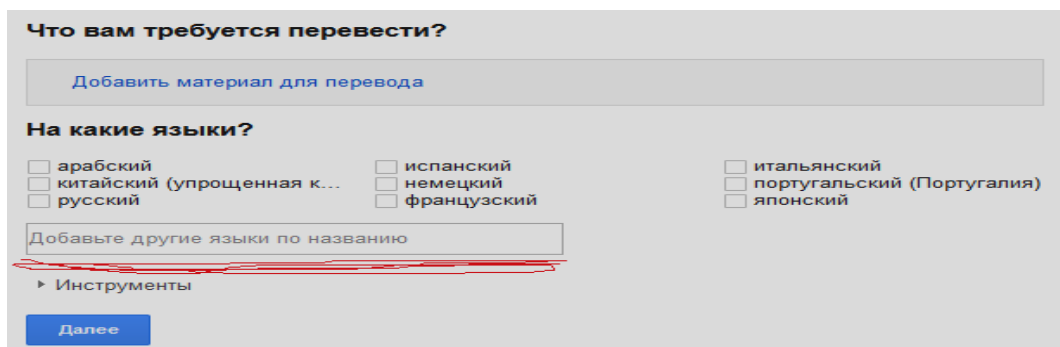 Что вам требуется перевести?
Добавить материал для перевода
На какие языки?
арабский испанский итальянский
китайский (упрощенная к... немецкий португальский (Португалия)
русский французский японский
Добавьте другие языки по названию
Инструменты
Далее